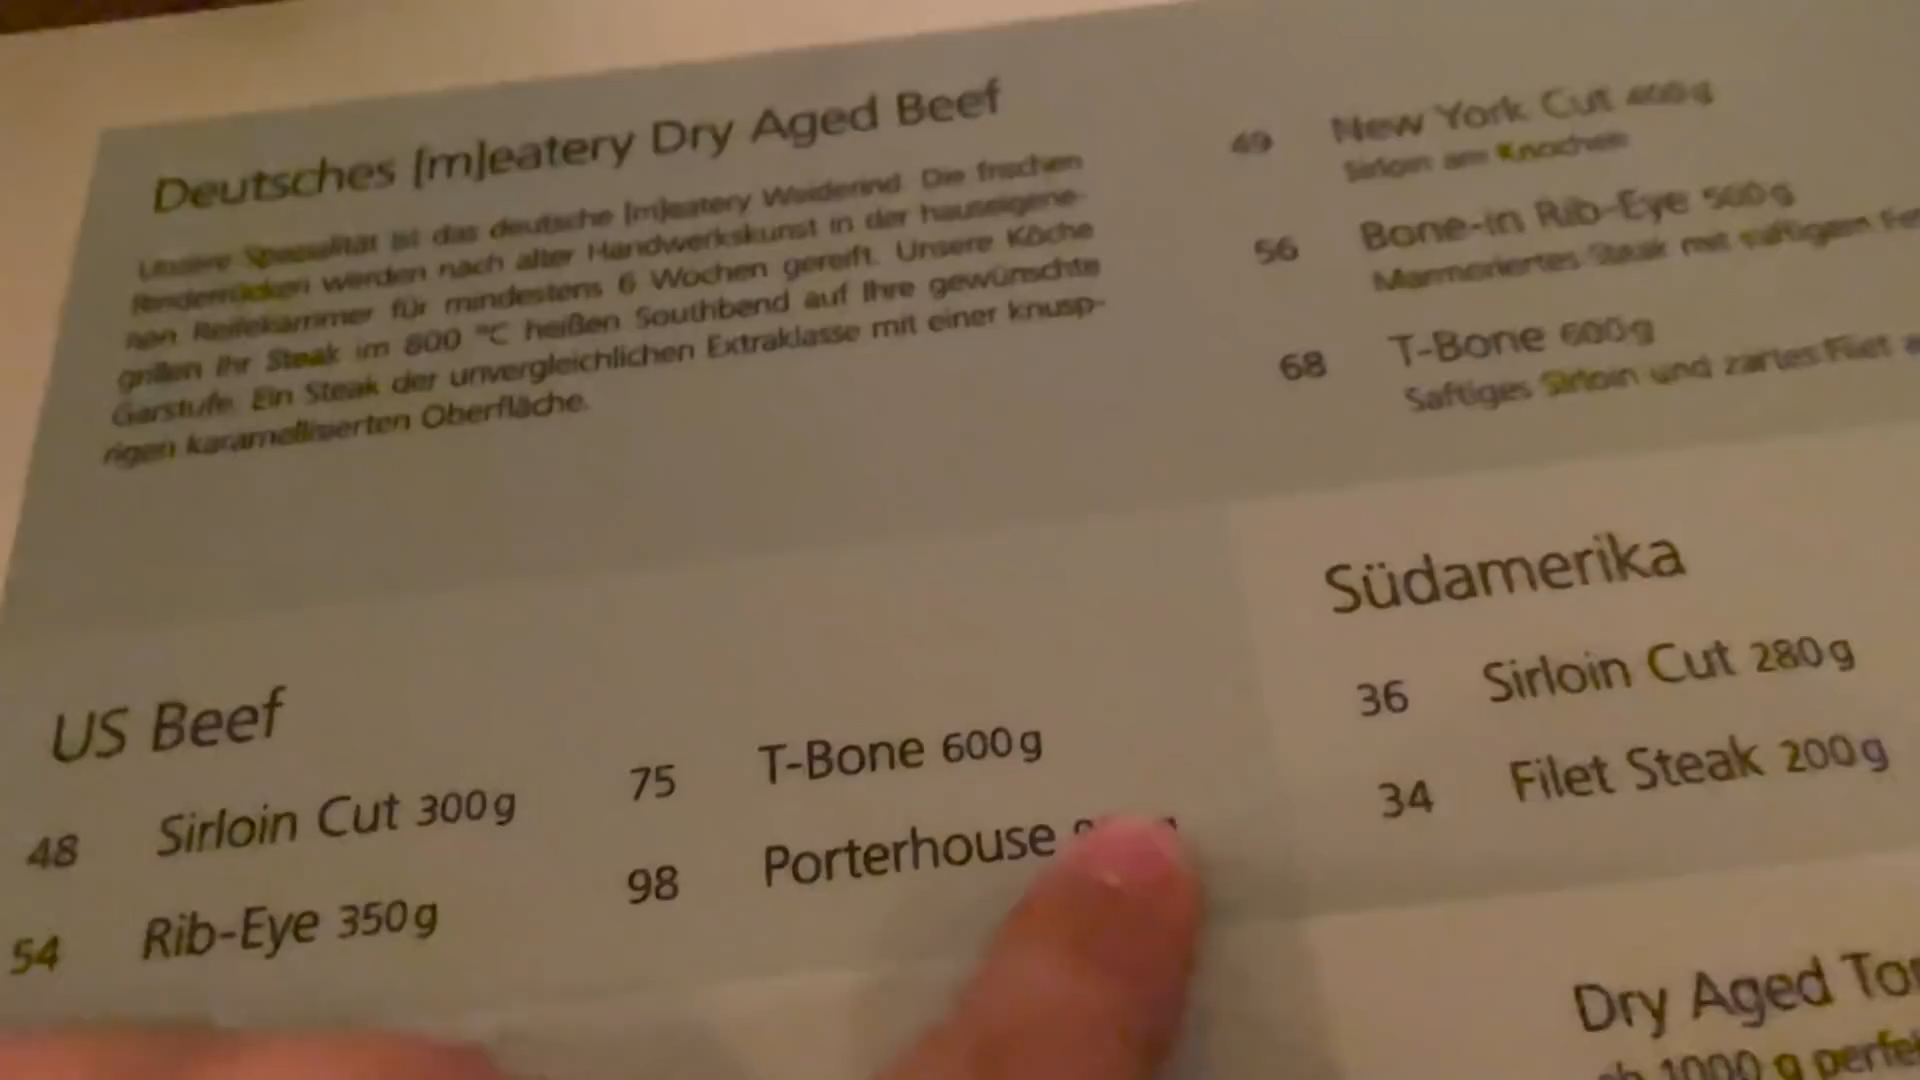 Deutsches [m]eatery Dry Aged Beef
Unsere Spezialität ist das deutsche [m]eatery Weiderind. Die frischen
Rinderrücken werden nach alter Handwerkskunst in der hauseigene-
nen Reifekammer für mindestens 6 Wochen gereift. Unsere Köche
grillen Ihr Steak im 800 °C heißen Southbend auf Ihre gewünschte
Garstufe. Ein Steak der unvergleichlichen Extraklasse mit einer knusp-
rigen karamellisierten Oberfläche.
49 New York Cut 400g
Sirloin am Knochen
56 Bone-in Rib-Eye 500g
Marmoriertes Steak mit saftigem
68 T-Bone 600g
Saftiges Sirloin und zartes Filet
US Beef
48 Sirloin Cut 300g
54 Rib-Eye 350g
75 T-Bone 600g
98 Porterhouse
Südamerika
36 Sirloin Cut 280g
34 Filet Steak 200g
Dry Aged
ab 1000 g